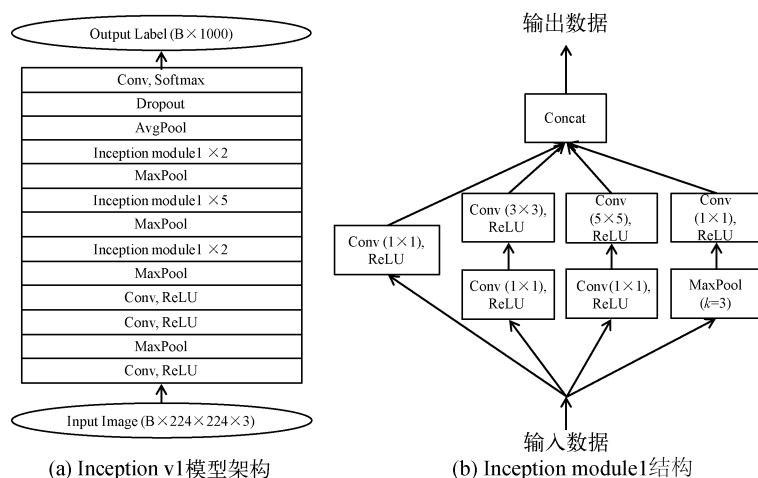 Output Label (B×1000)
Conv, Softmax
Dropout
AvgPool
Inception module1 ×2
MaxPool
Inception module1 ×5
MaxPool
Inception module1 ×2
MaxPool
Conv, ReLU
Conv, ReLU
MaxPool
Conv, ReLU
Input Image (B×224×224×3)
(a) Inception v1模型架构
输出数据
Concat
Conv (1×1),
ReLU
Conv (3×3),
ReLU
Conv
(5×5),
ReLU
Conv
(1×1),
ReLU
Conv (1×1),
ReLU
Conv(1×1),
ReLU
MaxPool
(k=3)
输入数据
(b) Inception module1结构